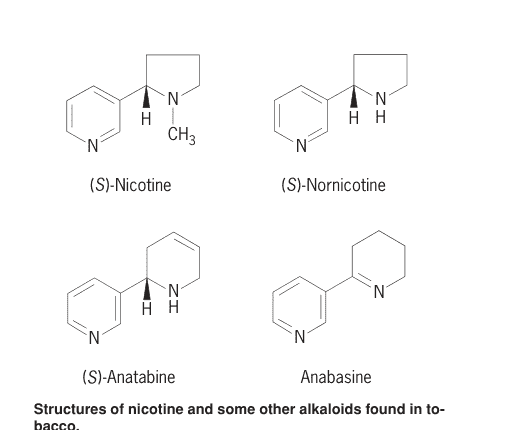 N
H
N
CH3
(S)-Nicotine
N
H
N
H
(S)-Nornicotine
N
H
N
H
(S)-Anatabine
N
N
Anabasine
Structures of nicotine and some other alkaloids found in to-
bacco.